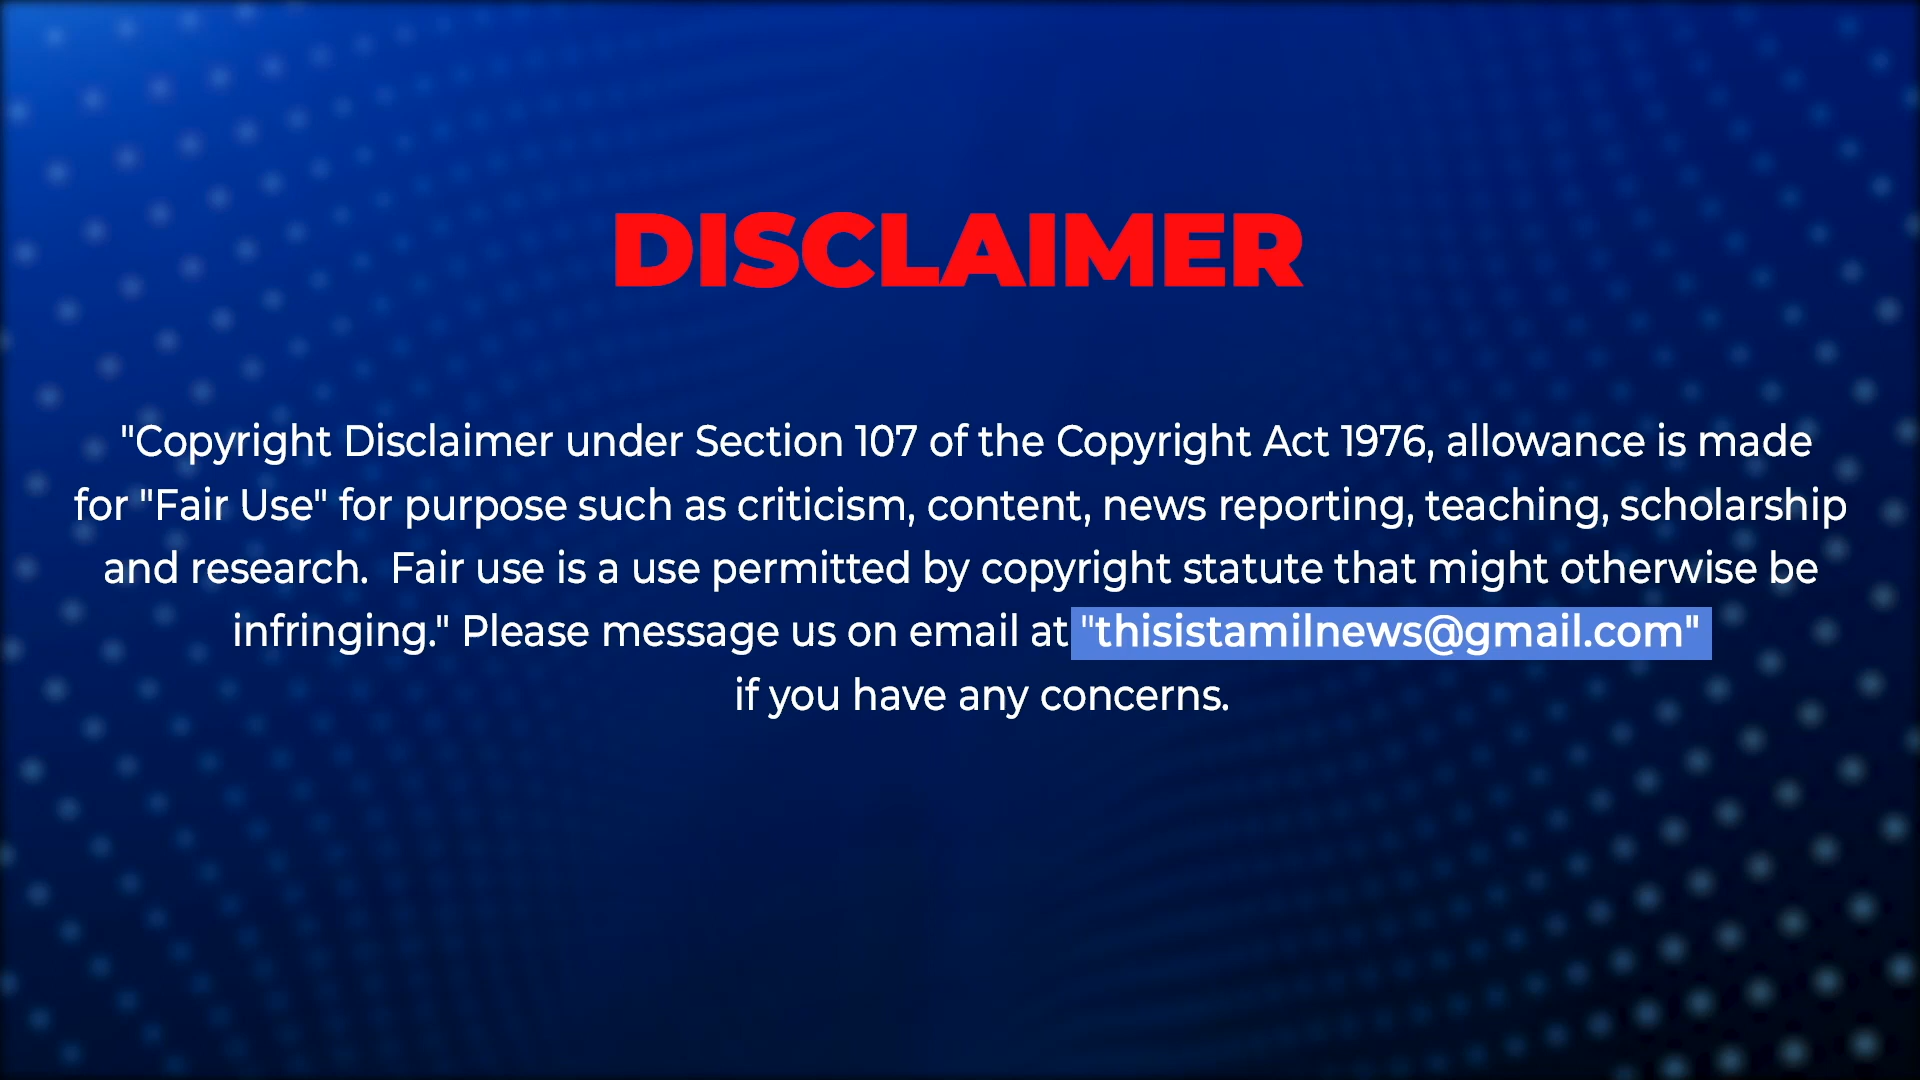 DISCLAIMER
"Copyright Disclaimer under Section 107 of the Copyright Act 1976, allowance is made
for "Fair Use" for purpose such as criticism, content, news reporting, teaching, scholarship
and research.  Fair use is a use permitted by copyright statute that might otherwise be
infringing." Please message us on email at "thisistamilnews@gmail.com"
if you have any concerns.